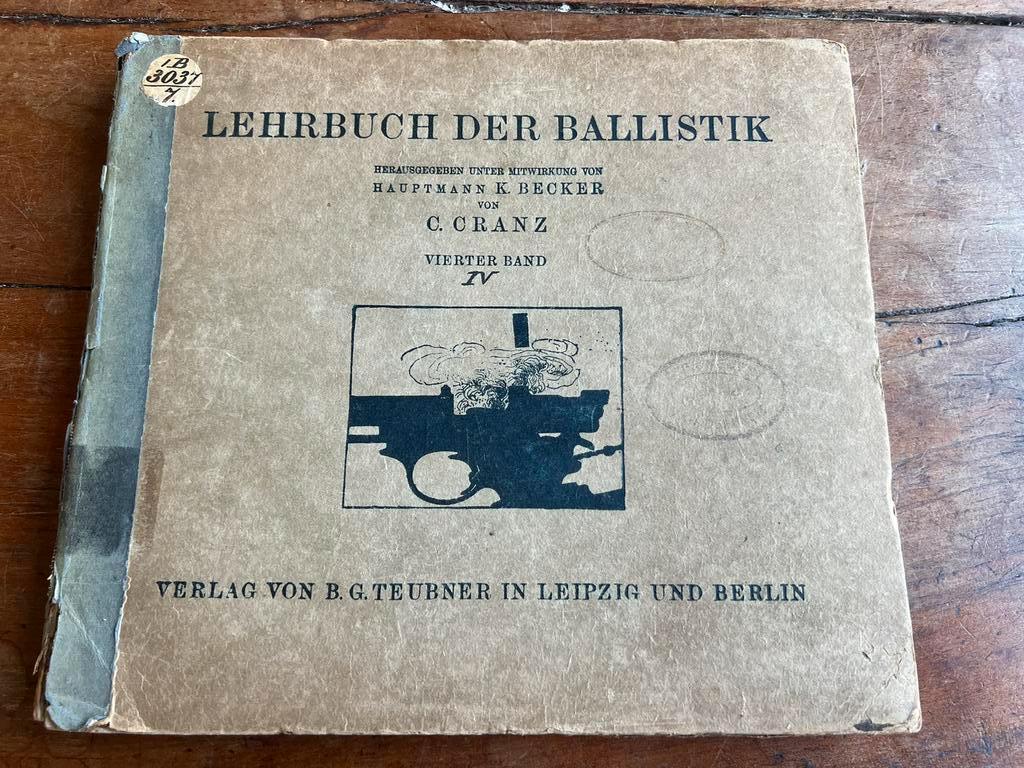 I.B
3037
7.
LEHRBUCH DER BALLISTIK
HERAUSGEGEBEN UNTER MITWIRKUNG VON
HAUPTMANN K. BECKER
VON
C. CRANZ
VIERTER BAND
IV
VERLAG VON B. G. TEUBNER IN LEIPZIG UND BERLIN